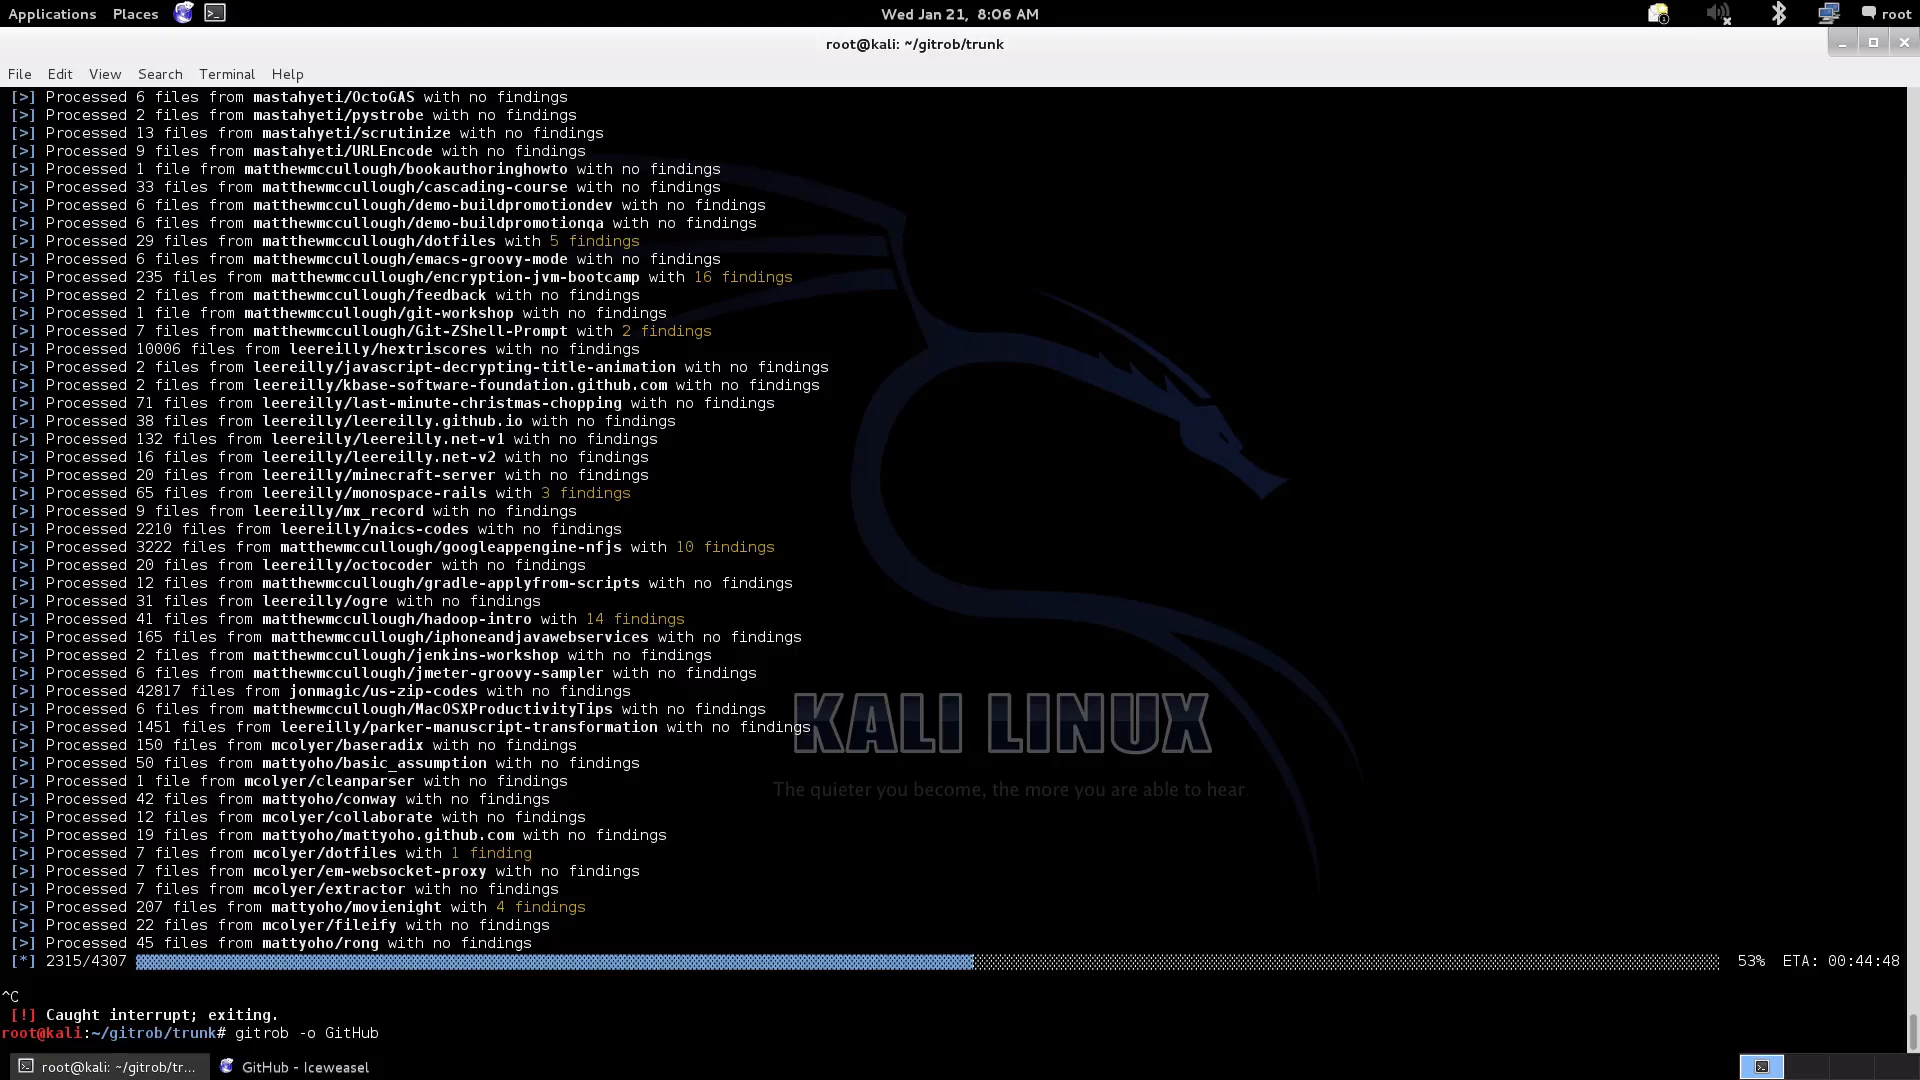 Applications Places Wed Jan 21, 8:06 AM root
root@kali: ~/gitrob/trunk
File Edit View Search Terminal Help
[>] Processed 6 files from mastahyeti/OctoGAS with no findings
[>] Processed 2 files from mastahyeti/pystrobe with no findings
[>] Processed 13 files from mastahyeti/scrutinize with no findings
[>] Processed 9 files from mastahyeti/URLEncode with no findings
[>] Processed 1 file from matthewmccullough/bookauthoringhowto with no findings
[>] Processed 33 files from matthewmccullough/cascading-course with no findings
[>] Processed 6 files from matthewmccullough/demo-buildpromotiondev with no findings
[>] Processed 6 files from matthewmccullough/demo-buildpromotionqa with no findings
[>] Processed 29 files from matthewmccullough/dotfiles with 5 findings
[>] Processed 6 files from matthewmccullough/emacs-groovy-mode with no findings
[>] Processed 235 files from matthewmccullough/encryption-jvm-bootcamp with 16 findings
[>] Processed 2 files from matthewmccullough/feedback with no findings
[>] Processed 1 file from matthewmccullough/git-workshop with no findings
[>] Processed 7 files from matthewmccullough/Git-ZShell-Prompt with 2 findings
[>] Processed 10006 files from leereilly/hextriscores with no findings
[>] Processed 2 files from leereilly/javascript-decrypting-title-animation with no findings
[>] Processed 2 files from leereilly/kbase-software-foundation.github.com with no findings
[>] Processed 71 files from leereilly/last-minute-christmas-chopping with no findings
[>] Processed 38 files from leereilly/leereilly.github.io with no findings
[>] Processed 132 files from leereilly/leereilly.net-v1 with no findings
[>] Processed 16 files from leereilly/leereilly.net-v2 with no findings
[>] Processed 20 files from leereilly/minecraft-server with no findings
[>] Processed 65 files from leereilly/monospace-rails with 3 findings
[>] Processed 9 files from leereilly/mx_record with no findings
[>] Processed 2210 files from leereilly/naics-codes with no findings
[>] Processed 3222 files from matthewmccullough/googleappengine-nfjs with 10 findings
[>] Processed 20 files from leereilly/octocoder with no findings
[>] Processed 12 files from matthewmccullough/gradle-applyfrom-scripts with no findings
[>] Processed 31 files from leereilly/ogre with no findings
[>] Processed 41 files from matthewmccullough/hadoop-intro with 14 findings
[>] Processed 165 files from matthewmccullough/iphoneandjavawebservices with no findings
[>] Processed 2 files from matthewmccullough/jenkins-workshop with no findings
[>] Processed 6 files from matthewmccullough/jmeter-groovy-sampler with no findings
[>] Processed 42817 files from jonmagic/us-zip-codes with no findings
[>] Processed 6 files from matthewmccullough/MacOSXProductivityTips with no findings
[>] Processed 1451 files from leereilly/parker-manuscript-transformation with no findings
KALI LINUX
[>] Processed 150 files from mcolyer/baseradix with no findings
[>] Processed 50 files from mattyoho/basic_assumption with no findings
[>] Processed 1 file from mcolyer/cleanparser with no findings
The quieter you become, the more you are able to hear.
[>] Processed 42 files from mattyoho/conway with no findings
[>] Processed 12 files from mcolyer/collaborate with no findings
[>] Processed 19 files from mattyoho/mattyoho.github.com with no findings
[>] Processed 7 files from mcolyer/dotfiles with 1 finding
[>] Processed 7 files from mcolyer/em-websocket-proxy with no findings
[>] Processed 7 files from mcolyer/extractor with no findings
[>] Processed 207 files from mattyoho/movienight with 4 findings
[>] Processed 22 files from mcolyer/fileify with no findings
[>] Processed 45 files from mattyoho/rong with no findings
[*] 2315/4307 53% ETA: 00:44:48
^C
[!] Caught interrupt; exiting.
root@kali:~/gitrob/trunk# gitrob -o GitHub
root@kali: ~/gitrob/tr... GitHub - Iceweasel